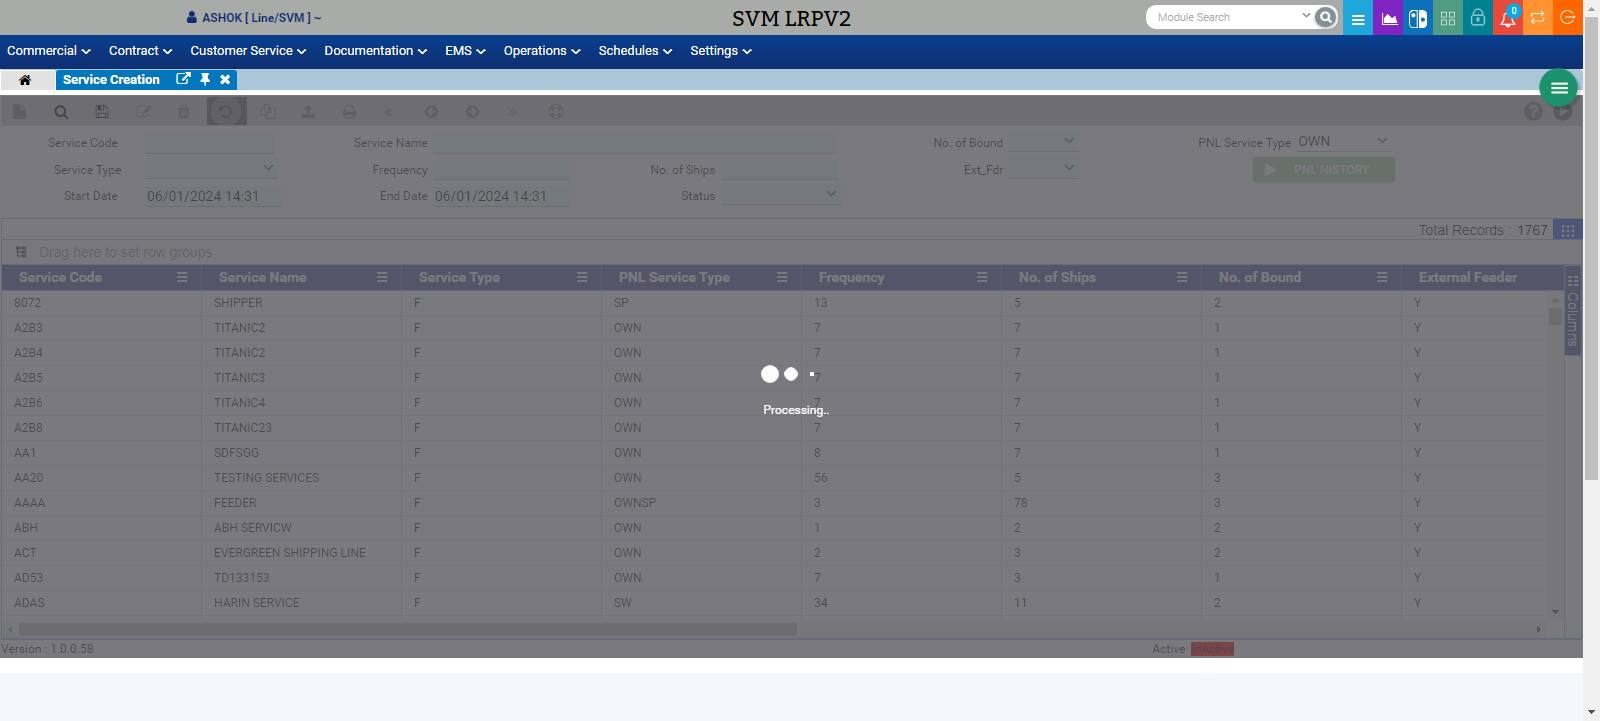 ASHOK [ Line/SVM ] ~
SVM LRPV2
Module Search
0
Commercial Contract Customer Service Documentation EMS Operations Schedules Settings
Service Creation
Service Code Service Name No. of Bound PNL Service Type OWN
Service Type Frequency No. of Ships Ext_Fdr PNL HISTORY
Start Date 06/01/2024 14:31 End Date 06/01/2024 14:31 Status
Total Records : 1767
Drag here to set row groups
Service Code Service Name Service Type PNL Service Type Frequency No. of Ships No. of Bound External Feeder
Columns
8072 SHIPPER F SP 13 5 2 Y
A2B3 TITANIC2 F OWN 7 7 1 Y
A2B4 TITANIC2 F OWN 7 7 1 Y
A2B5 TITANIC3 F OWN 7 7 1 Y
A2B6 TITANIC4 F OWN 7 7 1 Y
Processing..
A2B8 TITANIC23 F OWN 7 7 1 Y
AA1 SDFSGG F OWN 8 7 1 Y
AA20 TESTING SERVICES F OWN 56 5 3 Y
AAAA FEEDER F OWNSP 3 78 3 Y
ABH ABH SERVICW F OWN 1 2 2 Y
ACT EVERGREEN SHIPPING LINE F OWN 2 3 2 Y
AD53 TD133153 F OWN 7 3 1 Y
ADAS HARIN SERVICE F SW 34 11 2 Y
Version : 1.0.0.58 Active InActive